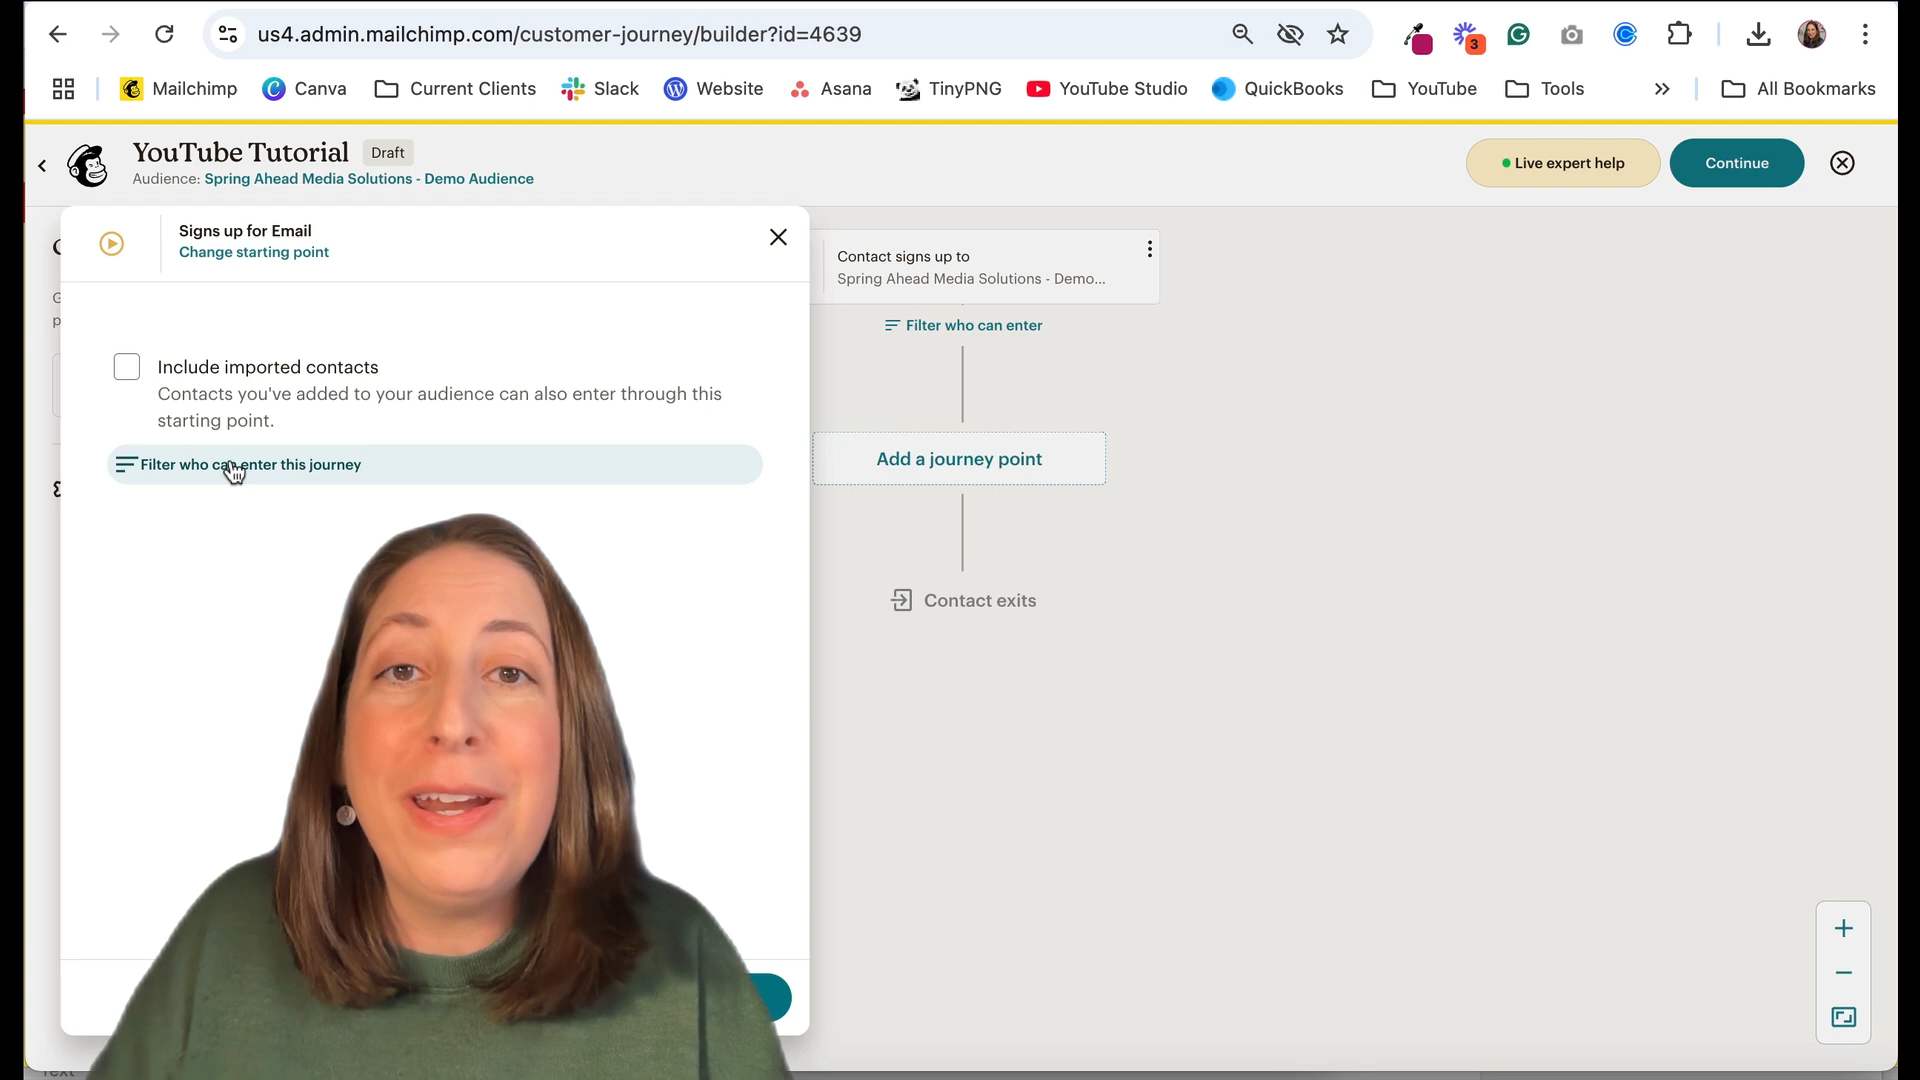 us4.admin.mailchimp.com/customer-journey/builder?id=4639
3
Mailchimp
Canva
Current Clients
Slack
Website
Asana
TinyPNG
YouTube Studio
QuickBooks
YouTube
Tools
All Bookmarks
YouTube Tutorial
Draft
Audience: Spring Ahead Media Solutions - Demo Audience
Live expert help
Continue
Signs up for Email
Change starting point
Include imported contacts
Contacts you've added to your audience can also enter through this
starting point.
Filter who can enter this journey
Contact signs up to
Spring Ahead Media Solutions - Demo...
Filter who can enter
Add a journey point
Contact exits